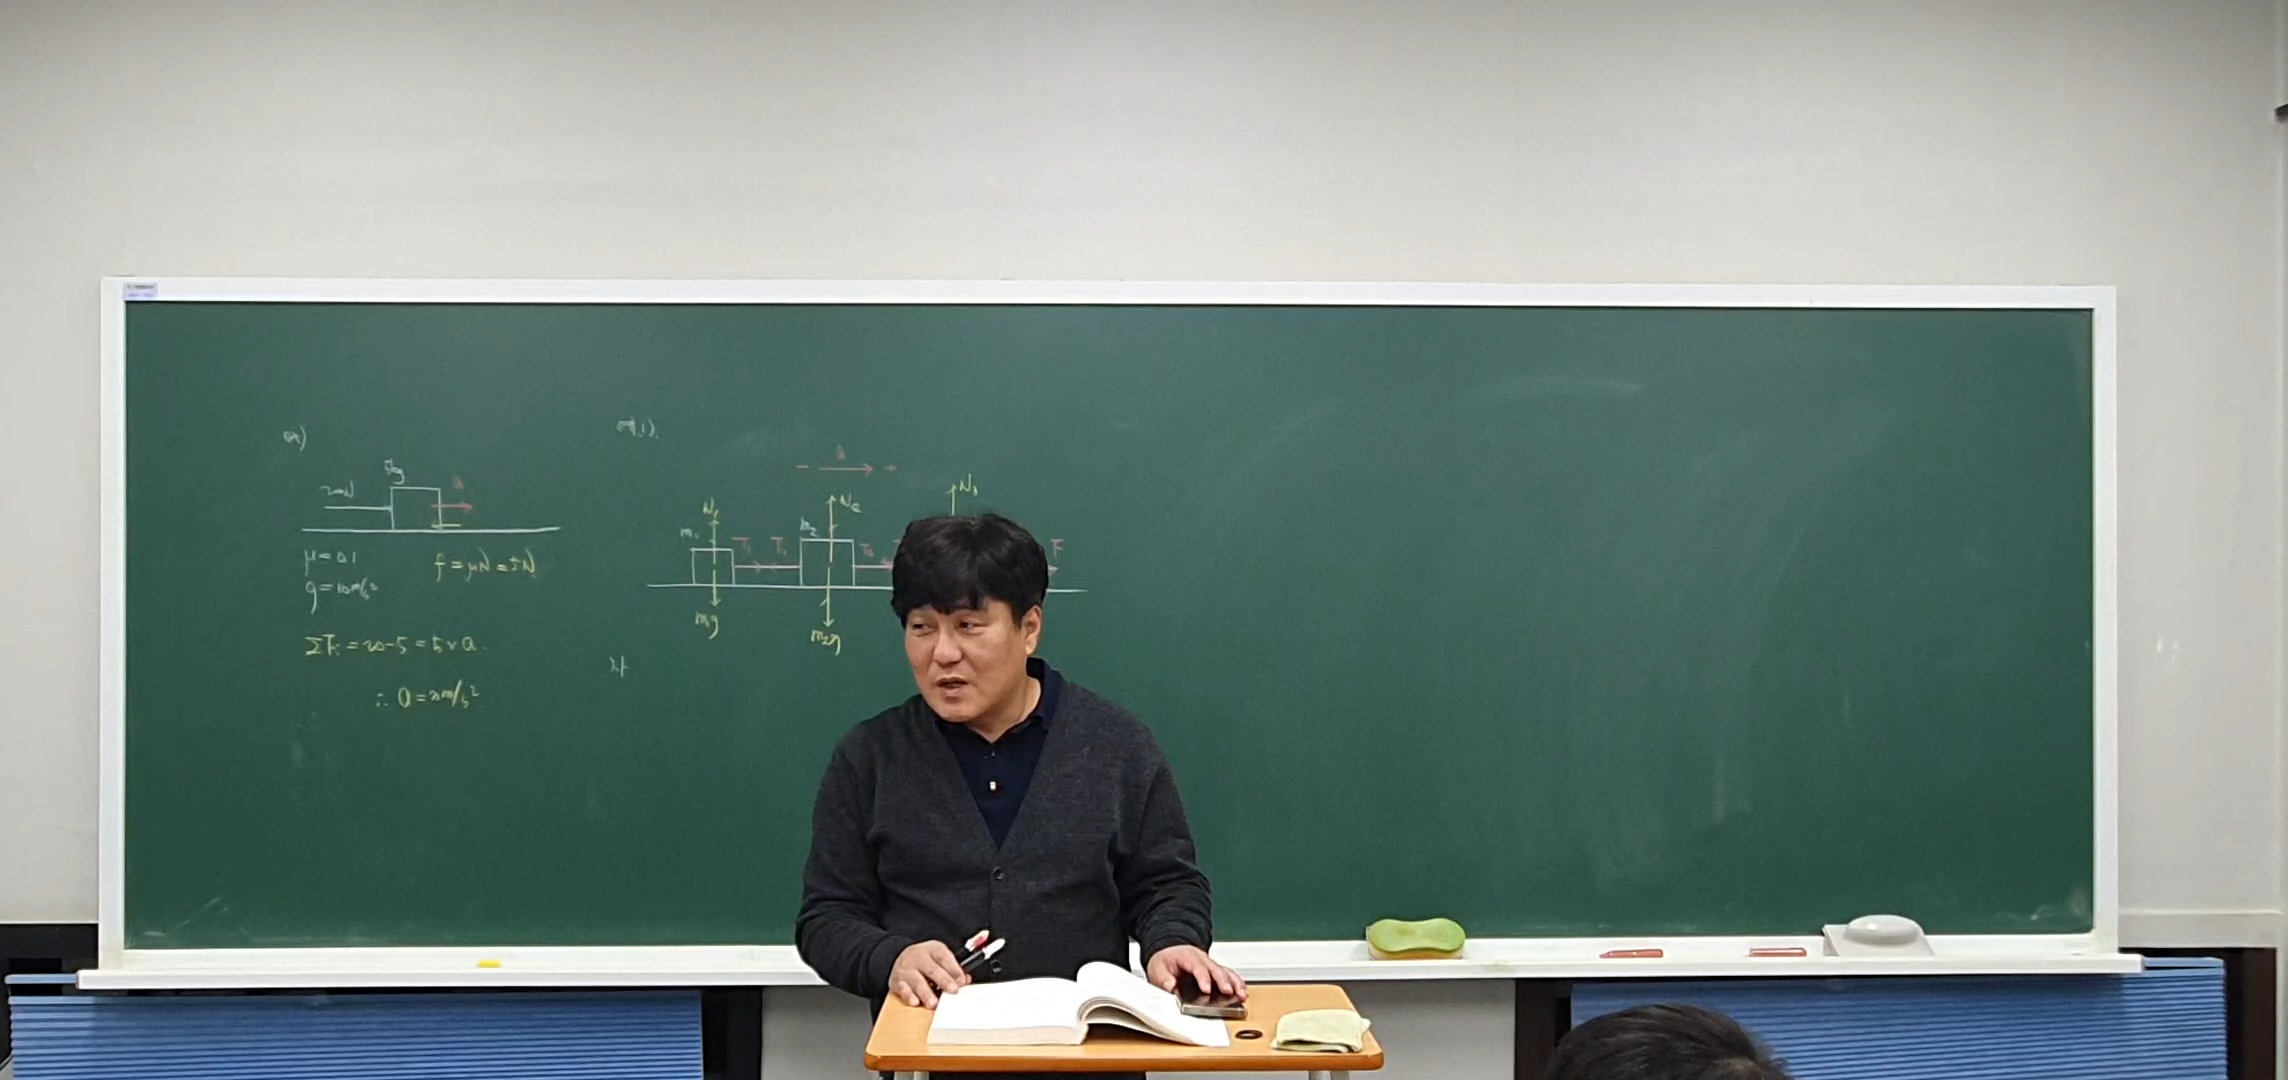 예)
5kg
20N
a
μ=0.1
f=μN=5N
g=10m/s²
ΣFᵢ=20-5=5×a
∴ a=3m/s²
예1).
- a +
N₁
N₂
N₃
m₁
T₁ T₁
m₂
T₂
F
m₁g
m₂g